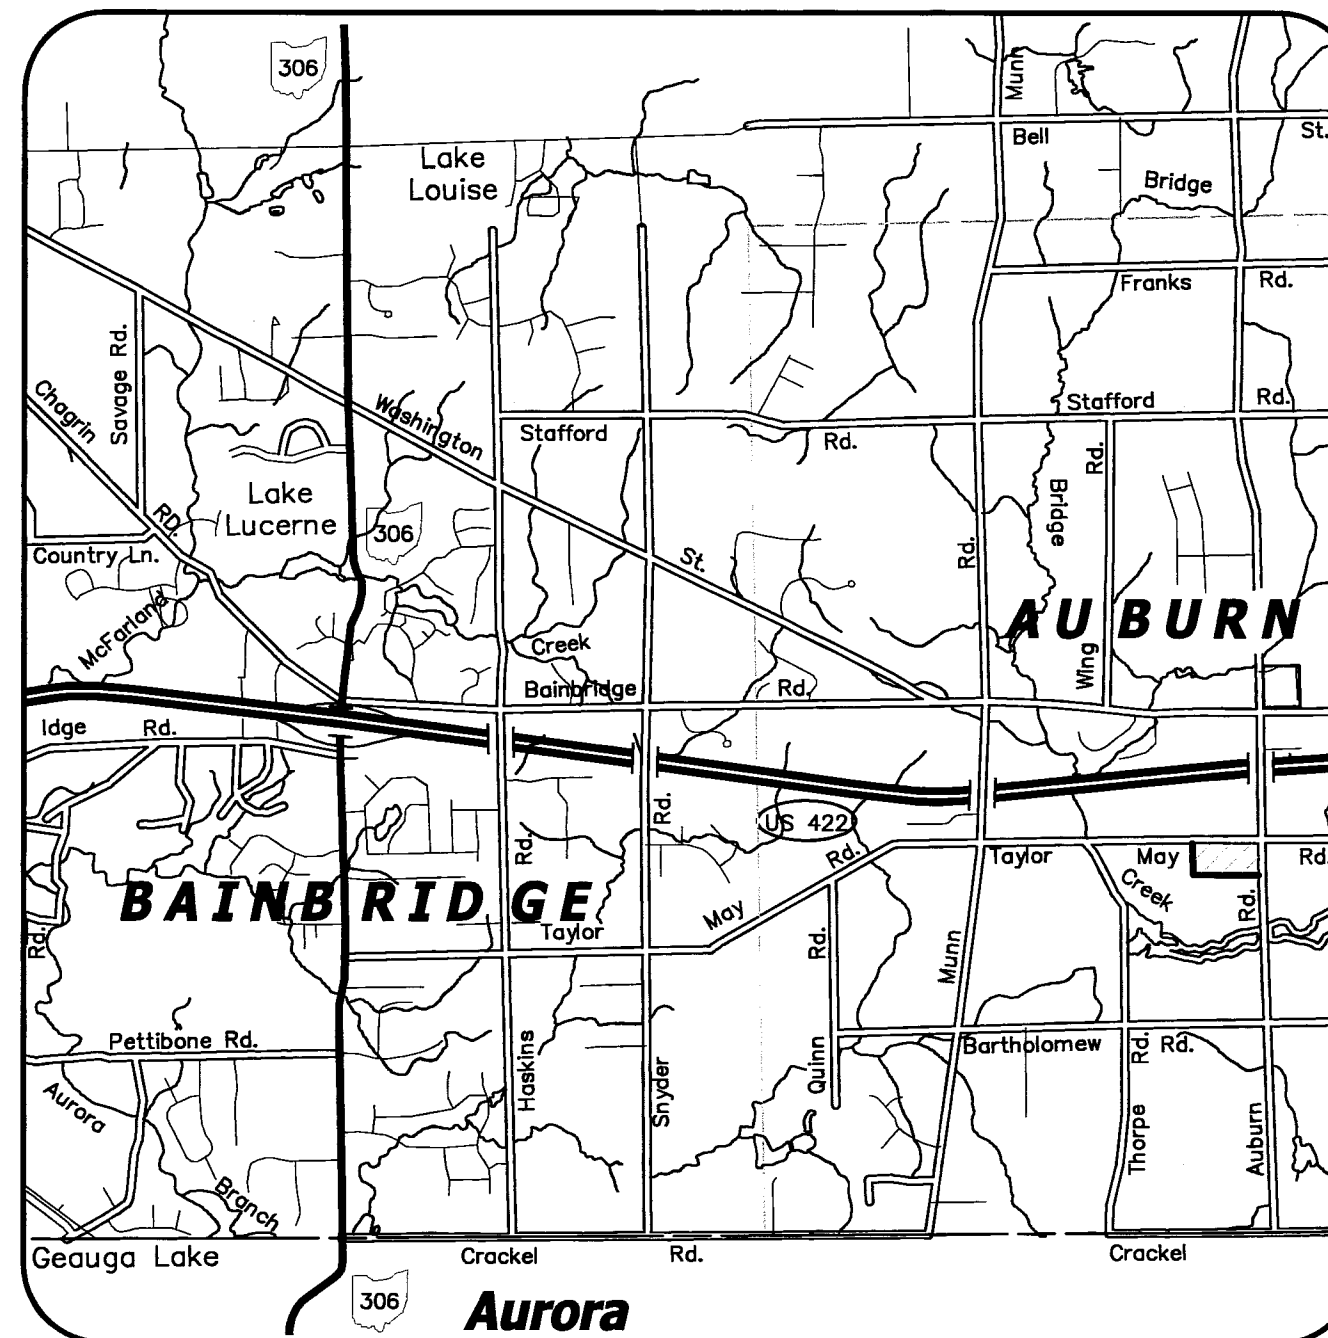 306
Munn
Bell
St.
Lake
Louise
Bridge
Franks
Rd.
Savage Rd.
Chagrin
RD.
Washington
St.
Stafford
Rd.
Stafford
Rd.
Rd.
Lake
Lucerne
306
Bridge
Rd.
Country Ln.
McFarland
AUBURN
Wing
Creek
Bainbridge
Rd.
Idge
Rd.
US 422
Rd.
Rd.
Rd.
Taylor
May
Rd.
Creek
BAINBRIDGE
May
Taylor
Rd.
Rd.
Rd.
Munn
Pettibone Rd.
Bartholomew
Rd.
Rd.
Quinn
Haskins
Snyder
Thorpe
Auburn
Aurora
Branch
Geauga Lake
Crackel
Rd.
Crackel
306
Aurora